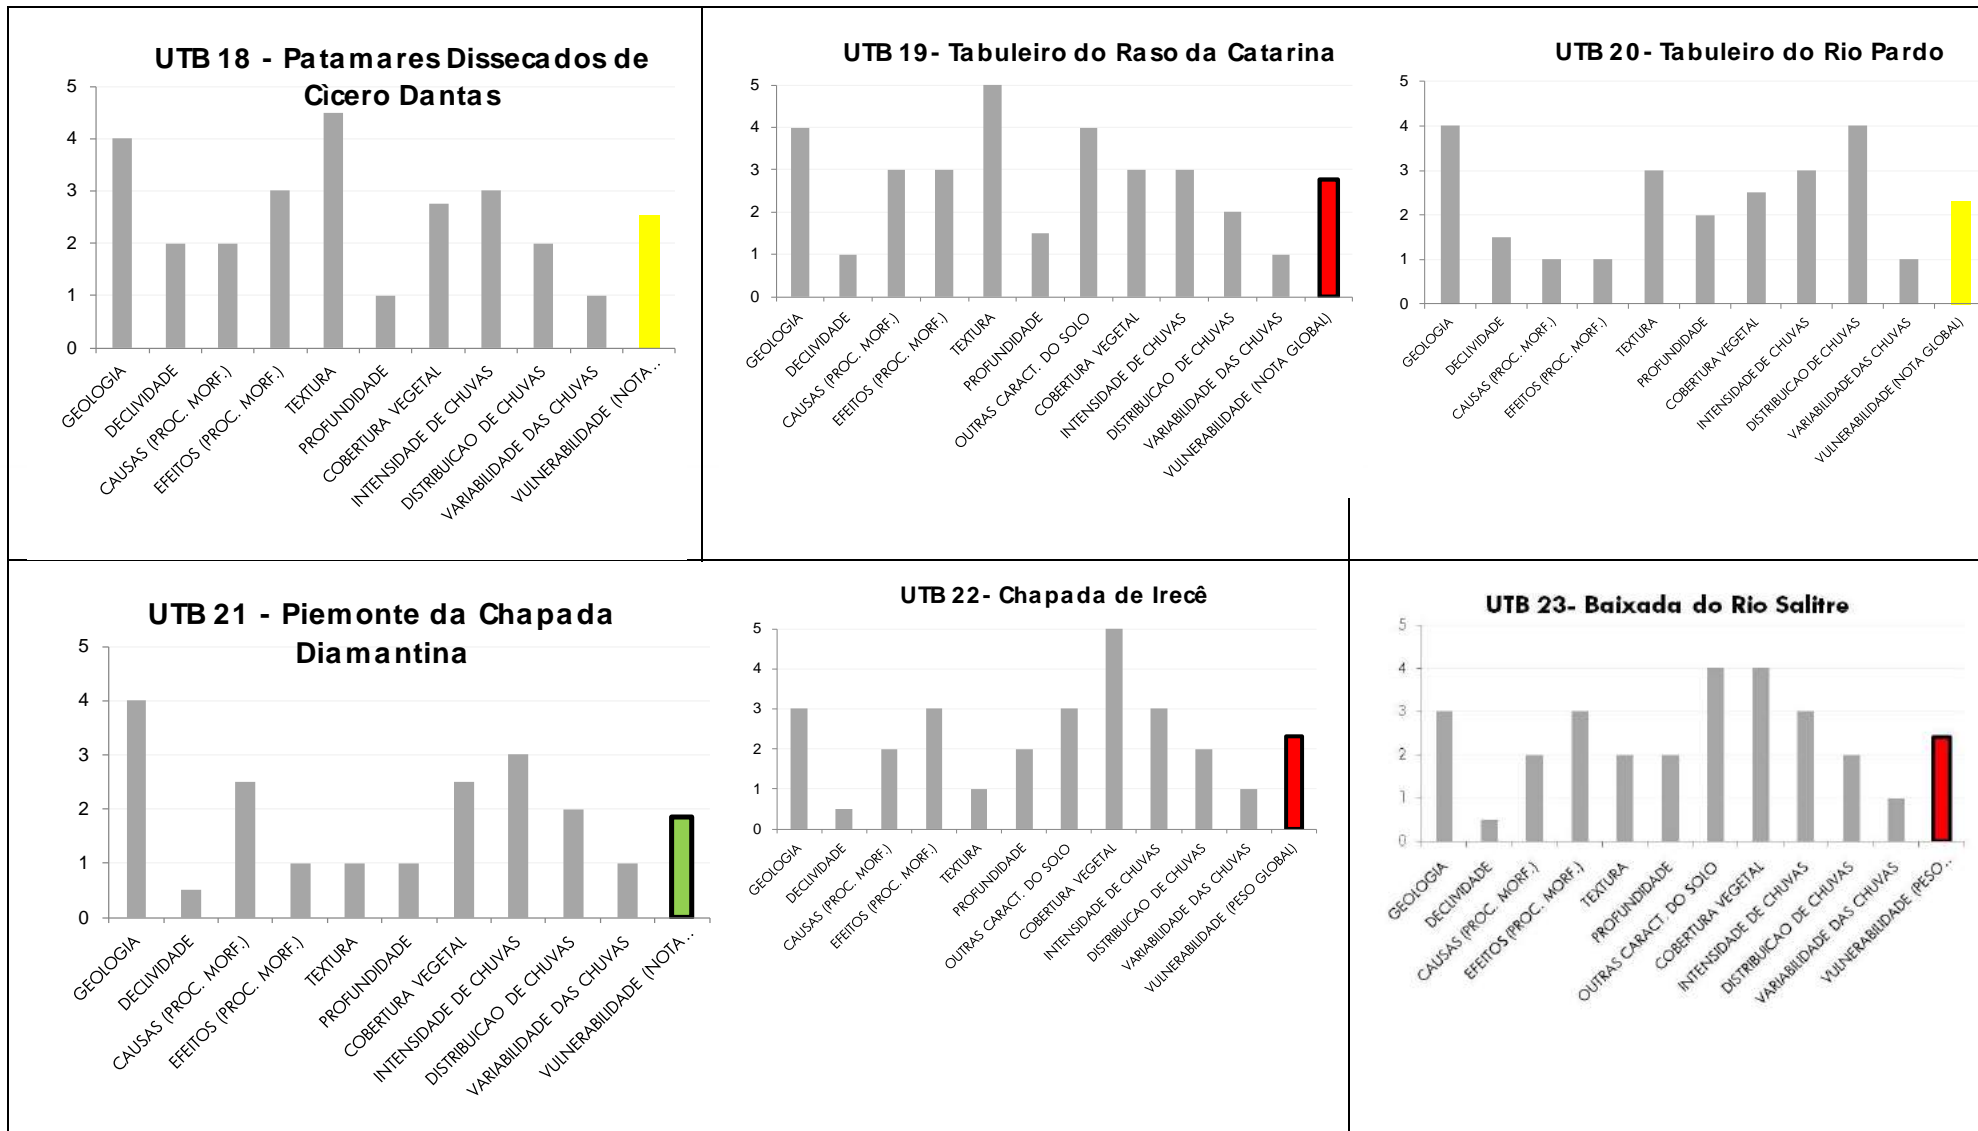 UTB 18 - Patamares Dissecados de
Cìcero Dantas
5
4
3
2
1
0
GEOLOGIA
DECLIVIDADE
CAUSAS (PROC. MORF.)
EFEITOS (PROC. MORF.)
TEXTURA
PROFUNDIDADE
COBERTURA VEGETAL
INTENSIDADE DE CHUVAS
DISTRIBUICAO DE CHUVAS
VARIABILIDADE DAS CHUVAS
VULNERABILIDADE (NOTA...
UTB 19- Tabuleiro do Raso da Catarina
5
4
3
2
1
0
GEOLOGIA
DECLIVIDADE
CAUSAS (PROC. MORF.)
EFEITOS (PROC. MORF.)
TEXTURA
PROFUNDIDADE
OUTRAS CARACT. DO SOLO
COBERTURA VEGETAL
INTENSIDADE DE CHUVAS
DISTRIBUICAO DE CHUVAS
VARIABILIDADE DAS CHUVAS
VULNERABILIDADE (NOTA GLOBAL)
UTB 20- Tabuleiro do Rio Pardo
5
4
3
2
1
0
GEOLOGIA
DECLIVIDADE
CAUSAS (PROC. MORF.)
EFEITOS (PROC. MORF.)
TEXTURA
PROFUNDIDADE
COBERTURA VEGETAL
INTENSIDADE DE CHUVAS
DISTRIBUICAO DE CHUVAS
VARIABILIDADE DAS CHUVAS
VULNERABILIDADE (NOTA GLOBAL)
UTB 21 - Piemonte da Chapada
Diamantina
5
4
3
2
1
0
GEOLOGIA
DECLIVIDADE
CAUSAS (PROC. MORF.)
EFEITOS (PROC. MORF.)
TEXTURA
PROFUNDIDADE
COBERTURA VEGETAL
INTENSIDADE DE CHUVAS
DISTRIBUICAO DE CHUVAS
VARIABILIDADE DAS CHUVAS
VULNERABILIDADE (NOTA...
UTB 22- Chapada de Irecê
5
4
3
2
1
0
GEOLOGIA
DECLIVIDADE
CAUSAS (PROC. MORF.)
EFEITOS (PROC. MORF.)
TEXTURA
PROFUNDIDADE
OUTRAS CARACT. DO SOLO
COBERTURA VEGETAL
INTENSIDADE DE CHUVAS
DISTRIBUICAO DE CHUVAS
VARIABILIDADE DAS CHUVAS
VULNERABILIDADE (PESO GLOBAL)
UTB 23- Baixada do Rio Salitre
5
4
3
2
1
0
GEOLOGIA
DECLIVIDADE
CAUSAS (PROC. MORF.)
EFEITOS (PROC. MORF.)
TEXTURA
PROFUNDIDADE
OUTRAS CARACT. DO SOLO
COBERTURA VEGETAL
INTENSIDADE DE CHUVAS
DISTRIBUICAO DE CHUVAS
VARIABILIDADE DAS CHUVAS
VULNERABILIDADE (PESO...